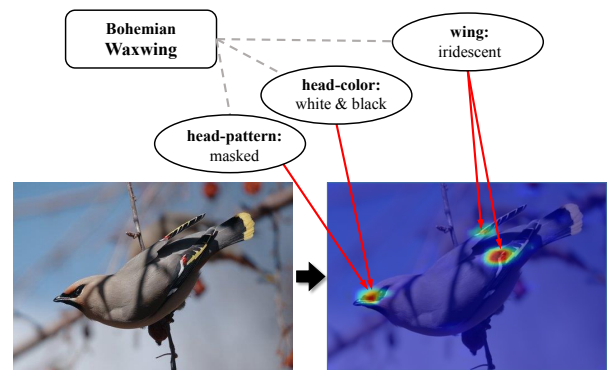 Bohemian
Waxwing
wing:
iridescent
head-color:
white & black
head-pattern:
masked